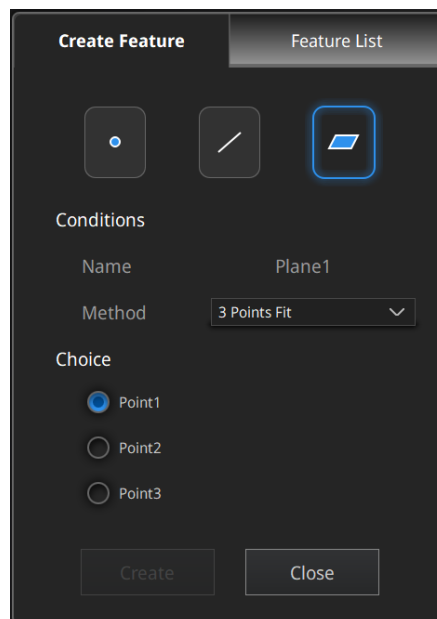 Create Feature
Feature List
Conditions
Name
Plane1
Method
3 Points Fit
Choice
Point1
Point2
Point3
Create
Close